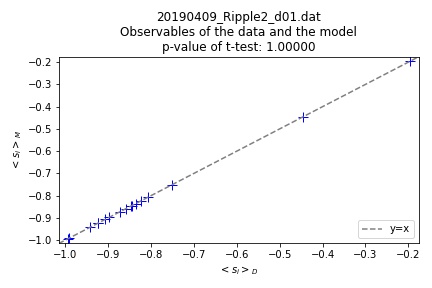 20190409_Ripple2_d01.dat
Observables of the data and the model
p-value of t-test: 1.00000
−0.2
−0.3
−0.4
−0.5
−0.6
−0.7
−0.8
−0.9
−1.0
< s_i >_M
y=x
−1.0 −0.9 −0.8 −0.7 −0.6 −0.5 −0.4 −0.3 −0.2
< s_i >_D